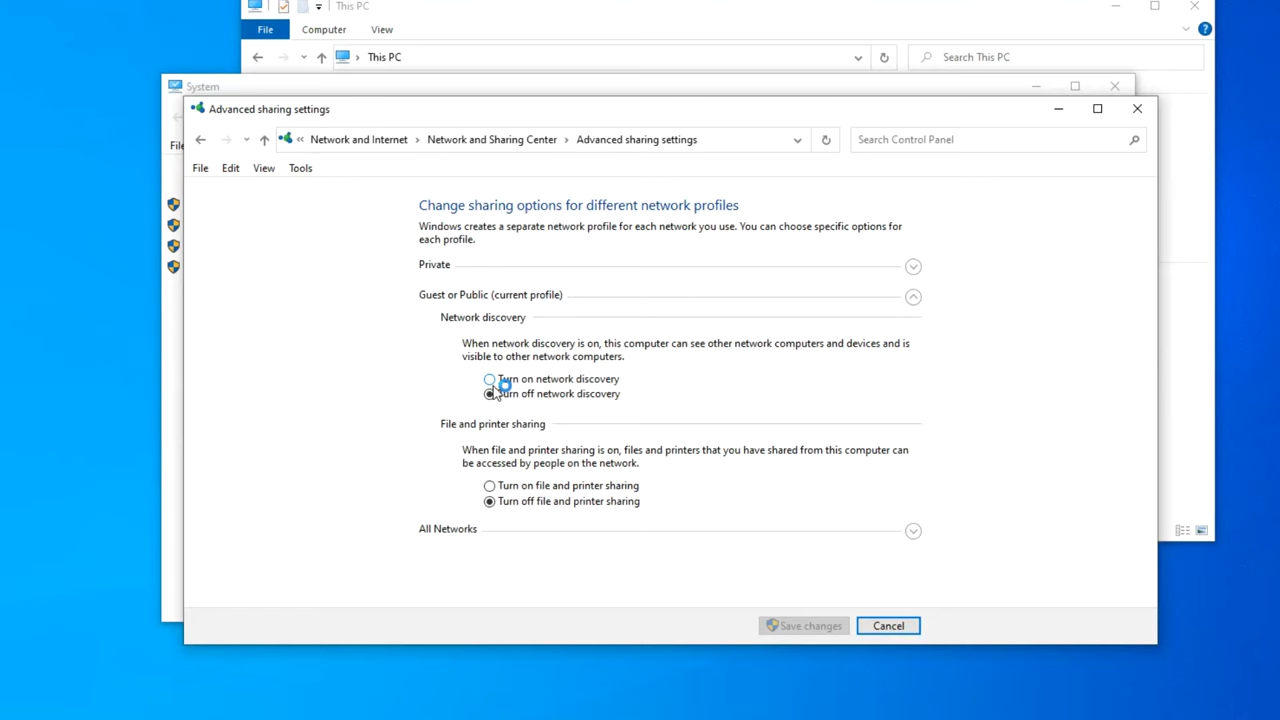 This PC
File Computer View
This PC Search This PC
System
Advanced sharing settings
Network and Internet Network and Sharing Center Advanced sharing settings Search Control Panel
File Edit View Tools
Change sharing options for different network profiles
Windows creates a separate network profile for each network you use. You can choose specific options for
each profile.
Private
Guest or Public (current profile)
Network discovery
When network discovery is on, this computer can see other network computers and devices and is
visible to other network computers.
Turn on network discovery
Turn off network discovery
File and printer sharing
When file and printer sharing is on, files and printers that you have shared from this computer can
be accessed by people on the network.
Turn on file and printer sharing
Turn off file and printer sharing
All Networks
Save changes Cancel